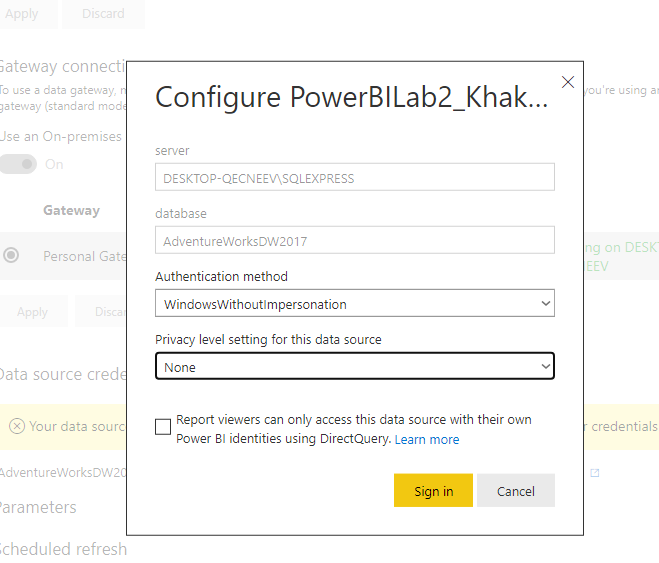 Apply Discard
Gateway connecti
To use a data gateway, m
you're using an
gateway (standard mode
Use an On-premises
On
Gateway
Personal Gate
ng on DESKT
NEEV
Apply Disca
Data source crede
Your data source
r credentials
AdventureWorksDW20
Parameters
Scheduled refresh
Configure PowerBILab2_Khak...
server
DESKTOP-QECNEEV\SQLEXPRESS
database
AdventureWorksDW2017
Authentication method
WindowsWithoutImpersonation
Privacy level setting for this data source
None
Report viewers can only access this data source with their own
Power BI identities using DirectQuery. Learn more
Sign in Cancel